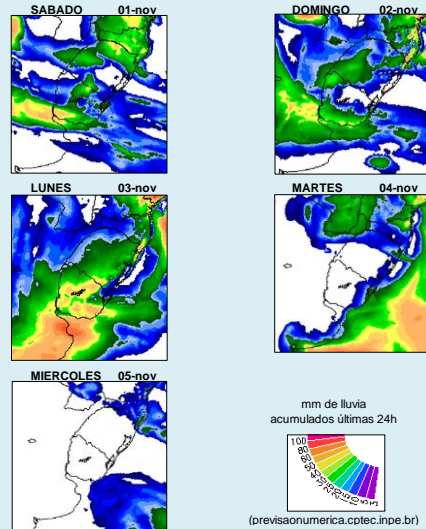 SABADO 01-nov
DOMINGO 02-nov
LUNES 03-nov
MARTES 04-nov
MIERCOLES 05-nov
mm de lluvia
acumulados últimas 24h
100
80
(previsaonumerica.cptec.inpe.br)